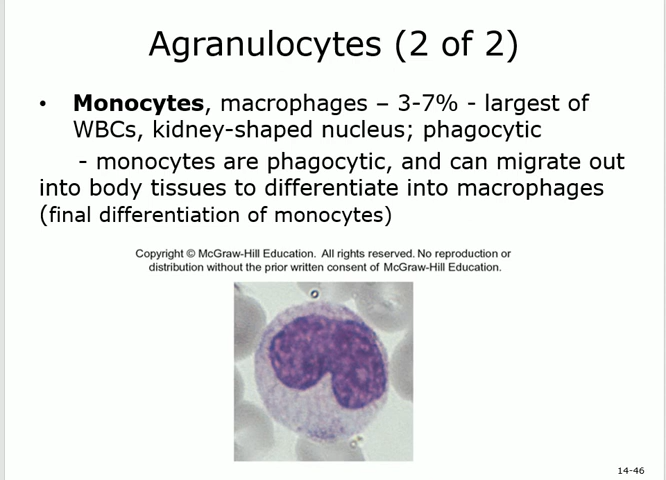 Agranulocytes (2 of 2)
• Monocytes, macrophages – 3-7% - largest of
WBCs, kidney-shaped nucleus; phagocytic
- monocytes are phagocytic, and can migrate out
into body tissues to differentiate into macrophages
(final differentiation of monocytes)
Copyright © McGraw-Hill Education. All rights reserved. No reproduction or
distribution without the prior written consent of McGraw-Hill Education.
14-46